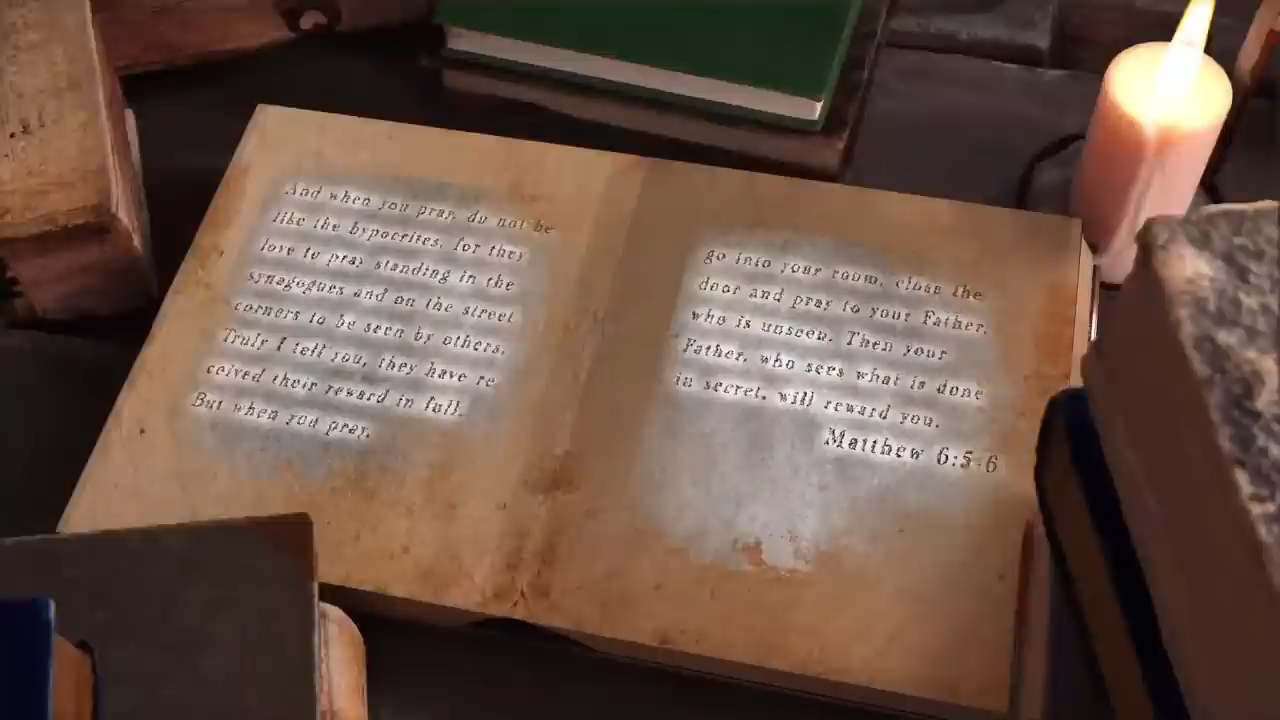 And when you pray, do not be
like the hypocrites, for they
love to pray standing in the
synagogues and on the street
corners to be seen by others.
Truly I tell you, they have re
ceived their reward in full.
But when you pray,
go into your room, close the
door and pray to your Father,
who is unseen. Then your
Father, who sees what is done
in secret, will reward you.
Matthew 6:5-6